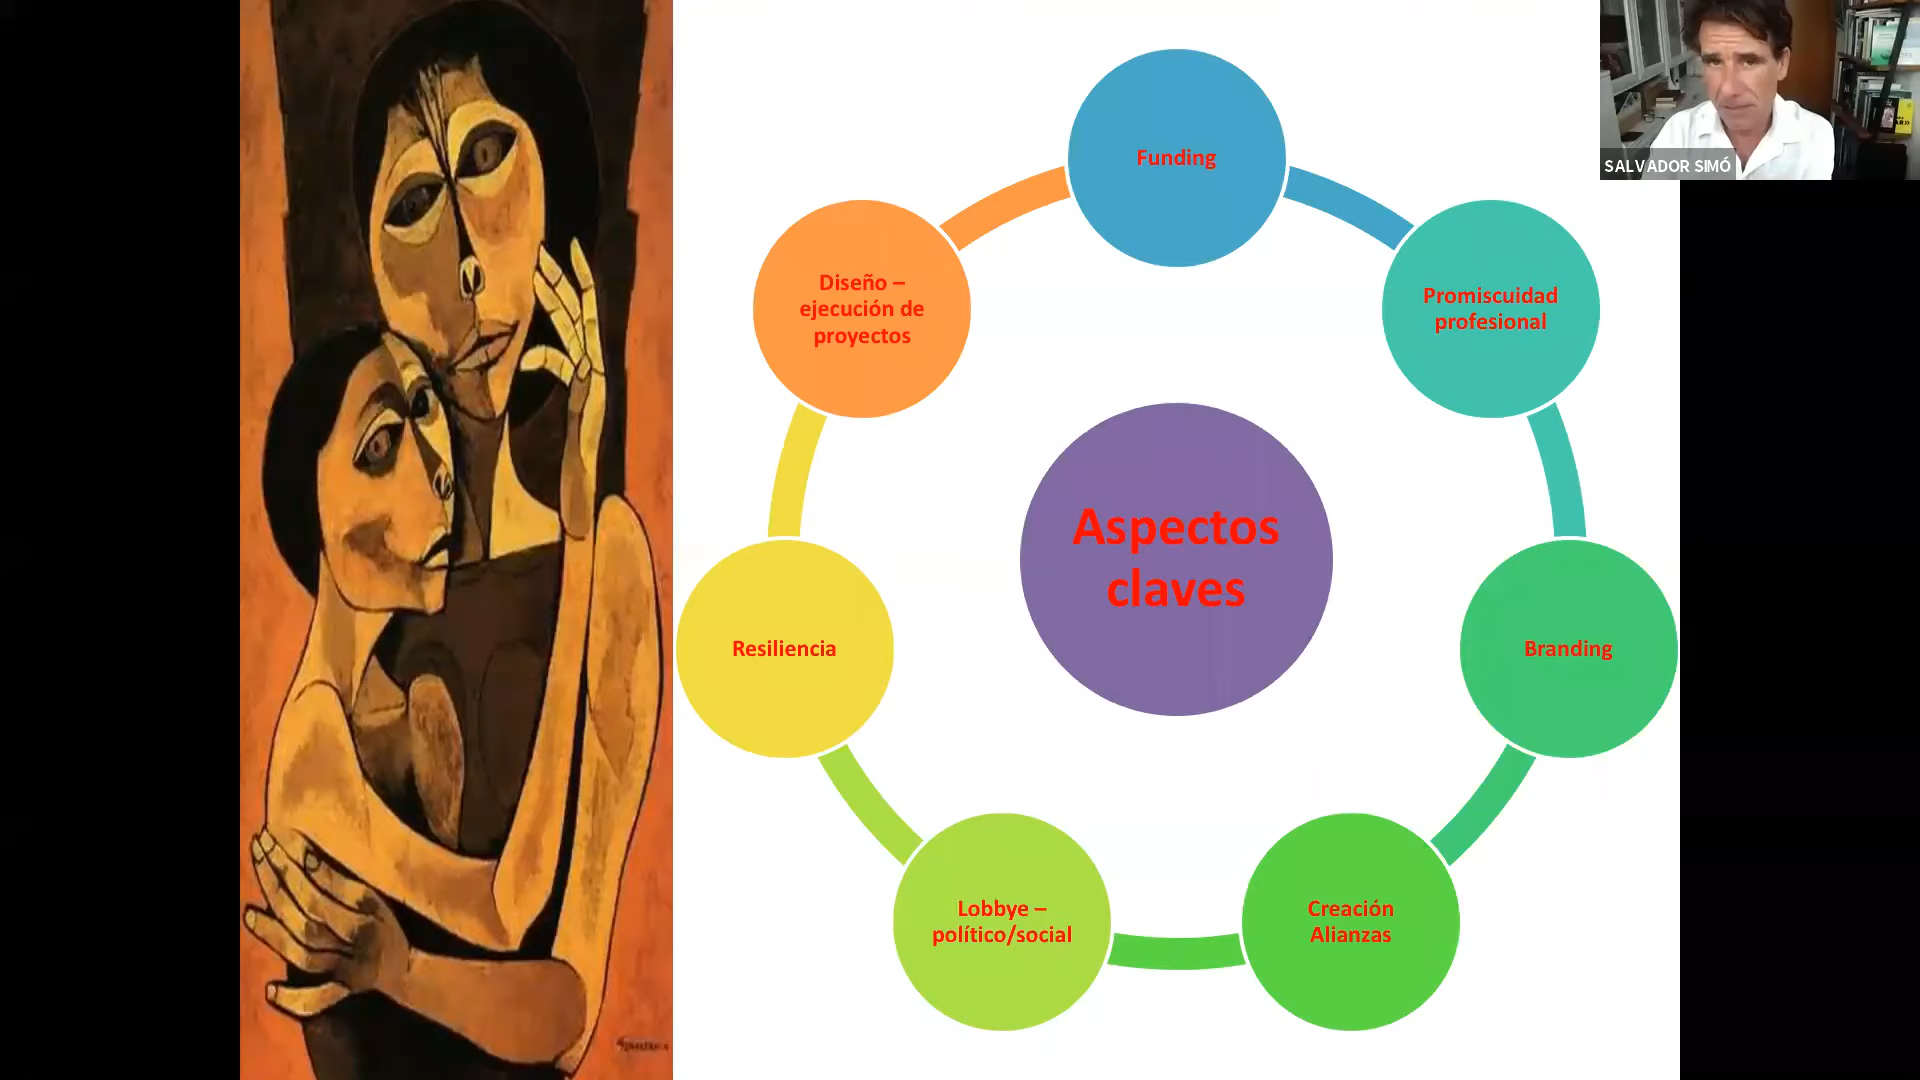 Funding
Promiscuidad
profesional
Branding
Creación
Alianzas
Lobbye –
político/social
Resiliencia
Diseño –
ejecución de
proyectos
Aspectos
claves
SALVADOR SIMÓ